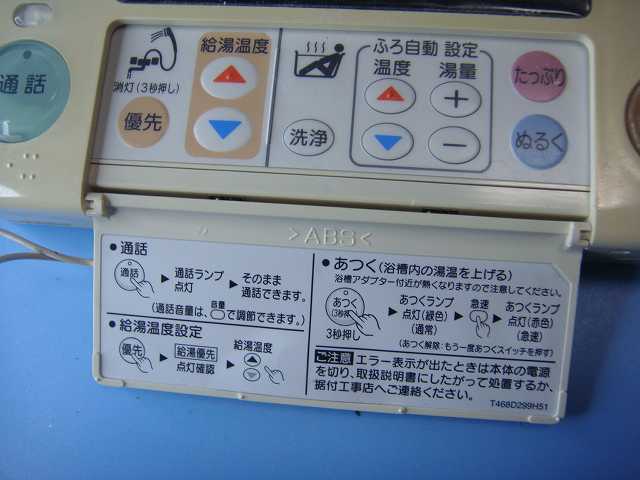 通話
給湯温度
消灯(3秒押し)
優先
ふろ自動 設定
温度 湯量
洗浄
+
−
たっぷり
ぬるく
>ABS<
●通話
通話
▶通話ランプ点灯
▶そのまま通話できます。
(通話音量は、音量で調節できます。)
●給湯温度設定
優先
▶給湯優先
点灯確認
▶給湯温度
●あつく(浴槽内の湯温を上げる)
浴槽アダプター付近が熱くなりますので注意してください。
あつく
(3秒押し)
3秒押し
▶あつくランプ
点灯(緑色)
(通常)
▶急速
▶あつくランプ
点灯(赤色)
(急速)
(あつく解除:もう一度あつくスイッチを押す)
ご注意 エラー表示が出たときは本体の電源
を切り、取扱説明書にしたがって処置するか、
据付工事店へご連絡ください。
T468D299H51